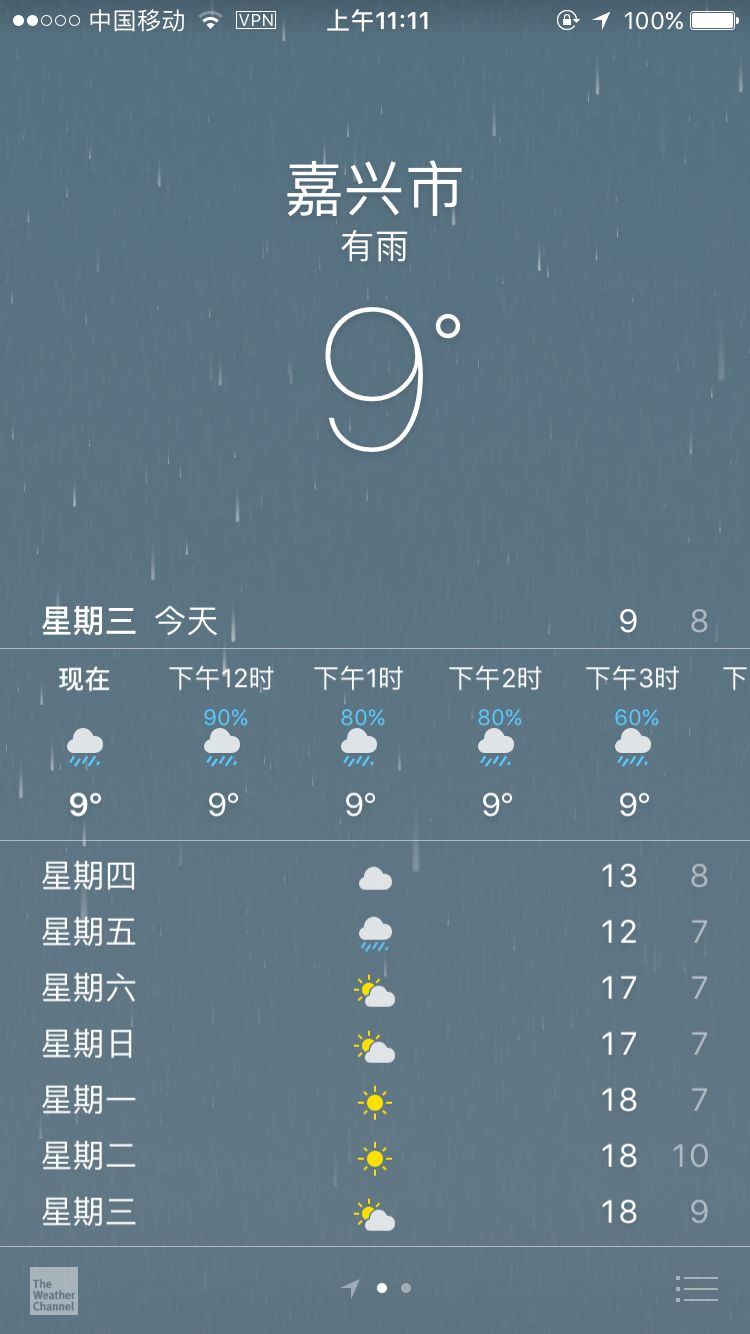 中国移动 VPN 上午11:11 100%
嘉兴市
有雨
9°
星期三 今天 9 8
现在 下午12时 下午1时 下午2时 下午3时 下
90% 80% 80% 60%
9° 9° 9° 9° 9°
星期四 13 8
星期五 12 7
星期六 17 7
星期日 17 7
星期一 18 7
星期二 18 10
星期三 18 9
The
Weather
Channel